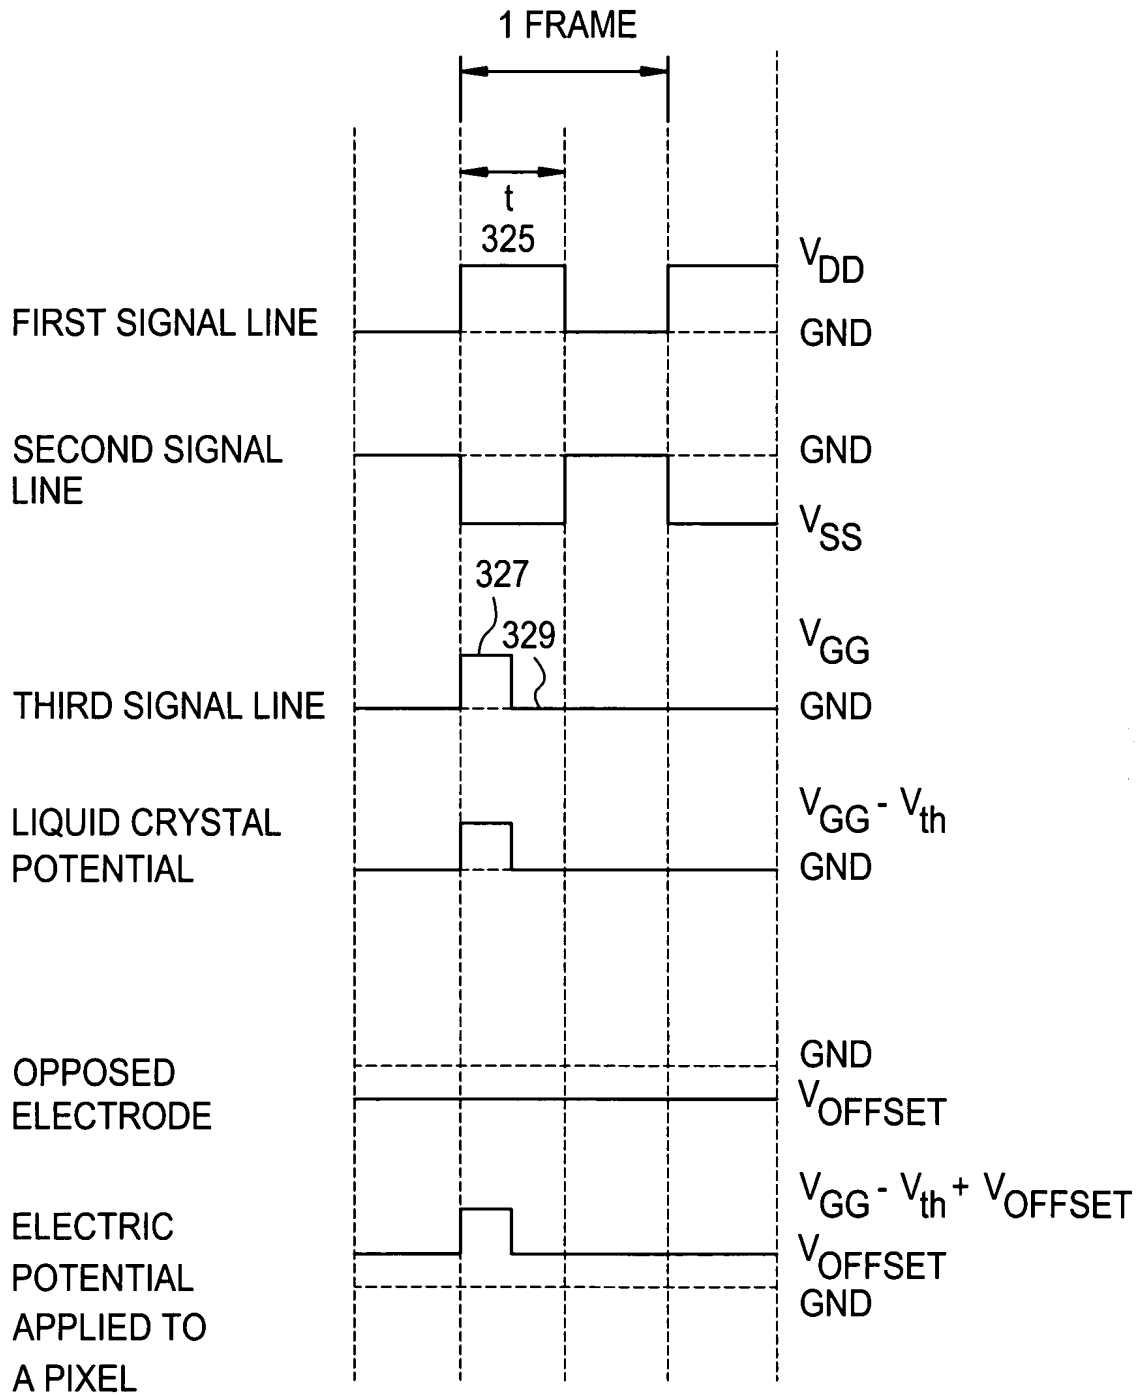 1 FRAME
t
325
V_DD
FIRST SIGNAL LINE
GND
SECOND SIGNAL
LINE
GND
V_SS
327
329
V_GG
THIRD SIGNAL LINE
GND
LIQUID CRYSTAL
POTENTIAL
V_GG - V_th
GND
OPPOSED
ELECTRODE
GND
V_OFFSET
V_GG - V_th + V_OFFSET
ELECTRIC
POTENTIAL
APPLIED TO
A PIXEL
V_OFFSET
GND